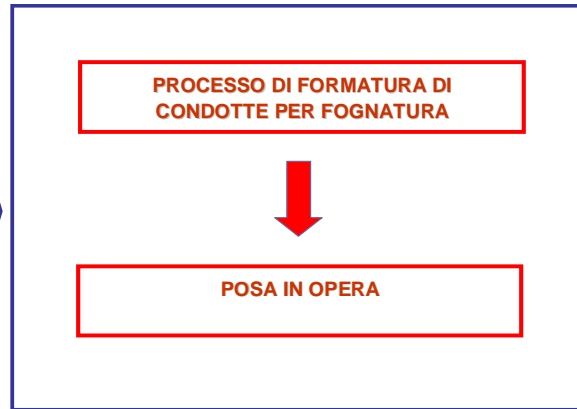 PROCESSO DI FORMATURA DI
CONDOTTE PER FOGNATURA
POSA IN OPERA